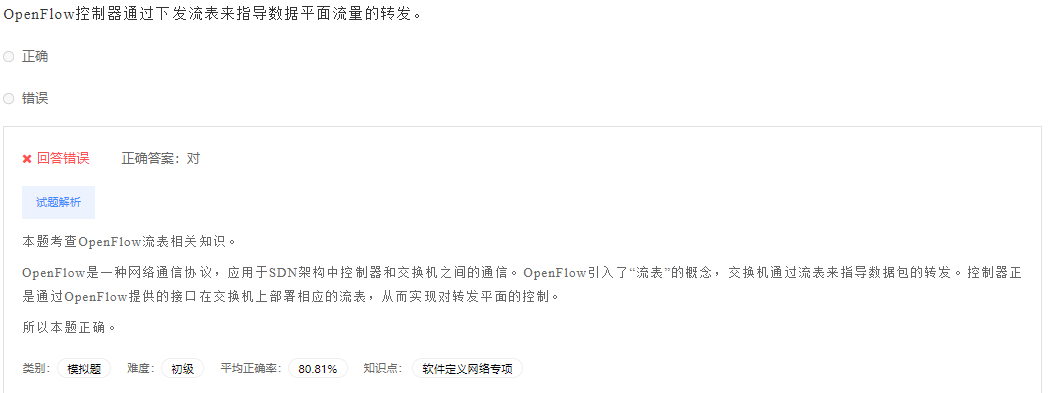 OpenFlow控制器通过下发流表来指导数据平面流量的转发。
正确
错误
回答错误 正确答案：对
试题解析
本题考查OpenFlow流表相关知识。
OpenFlow是一种网络通信协议，应用于SDN架构中控制器和交换机之间的通信。OpenFlow引入了“流表”的概念，交换机通过流表来指导数据包的转发。控制器正
是通过OpenFlow提供的接口在交换机上部署相应的流表，从而实现对转发平面的控制。
所以本题正确。
类别： 模拟题 难度： 初级 平均正确率： 80.81% 知识点： 软件定义网络专项